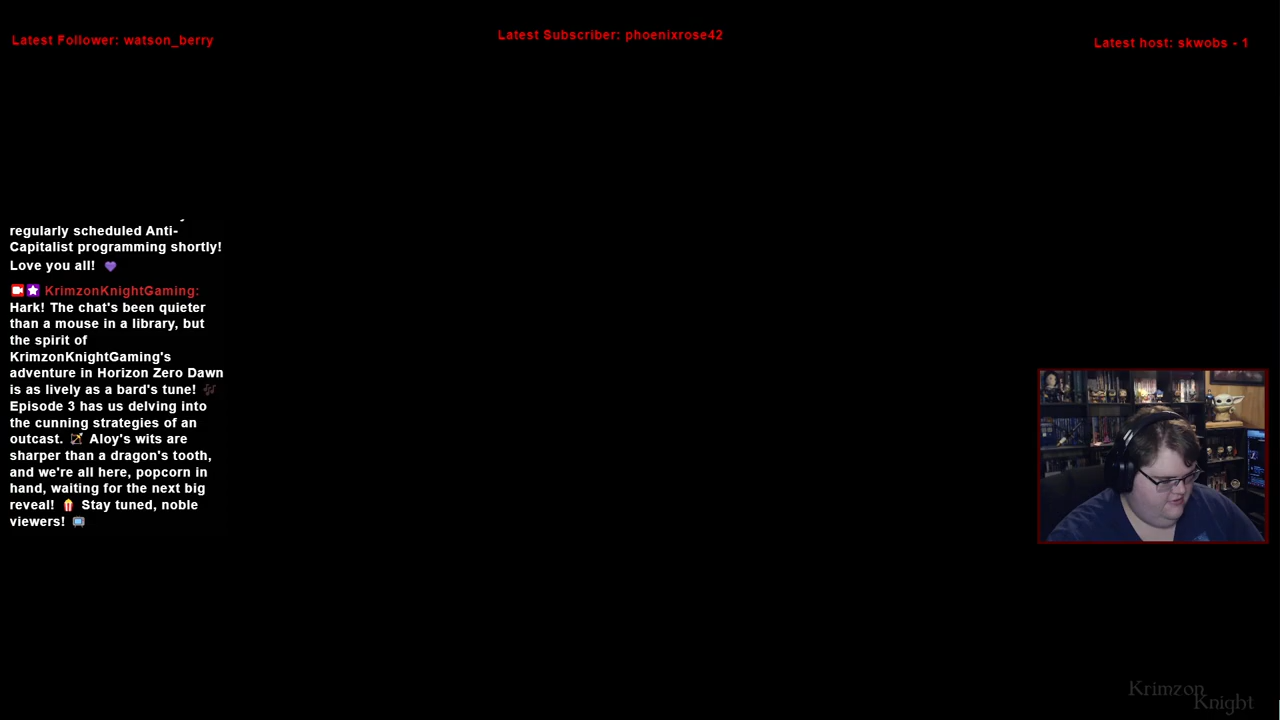 Latest Follower: watson_berry
Latest Subscriber: phoenixrose42
Latest host: skwobs - 1
regularly scheduled Anti-
Capitalist programming shortly!
Love you all!
KrimzonKnightGaming:
Hark! The chat's been quieter
than a mouse in a library, but
the spirit of
KrimzonKnightGaming's
adventure in Horizon Zero Dawn
is as lively as a bard's tune!
Episode 3 has us delving into
the cunning strategies of an
outcast. Aloy's wits are
sharper than a dragon's tooth,
and we're all here, popcorn in
hand, waiting for the next big
reveal! Stay tuned, noble
viewers!
Krimzon
Knight